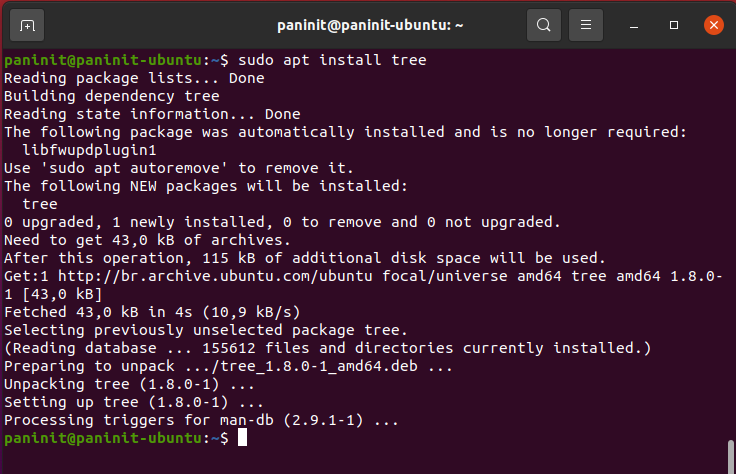 paninit@paninit-ubuntu: ~
paninit@paninit-ubuntu:~$ sudo apt install tree
Reading package lists... Done
Building dependency tree
Reading state information... Done
The following package was automatically installed and is no longer required:
  libfwupdplugin1
Use 'sudo apt autoremove' to remove it.
The following NEW packages will be installed:
  tree
0 upgraded, 1 newly installed, 0 to remove and 0 not upgraded.
Need to get 43,0 kB of archives.
After this operation, 115 kB of additional disk space will be used.
Get:1 http://br.archive.ubuntu.com/ubuntu focal/universe amd64 tree amd64 1.8.0-
1 [43,0 kB]
Fetched 43,0 kB in 4s (10,9 kB/s)
Selecting previously unselected package tree.
(Reading database ... 155612 files and directories currently installed.)
Preparing to unpack .../tree_1.8.0-1_amd64.deb ...
Unpacking tree (1.8.0-1) ...
Setting up tree (1.8.0-1) ...
Processing triggers for man-db (2.9.1-1) ...
paninit@paninit-ubuntu:~$